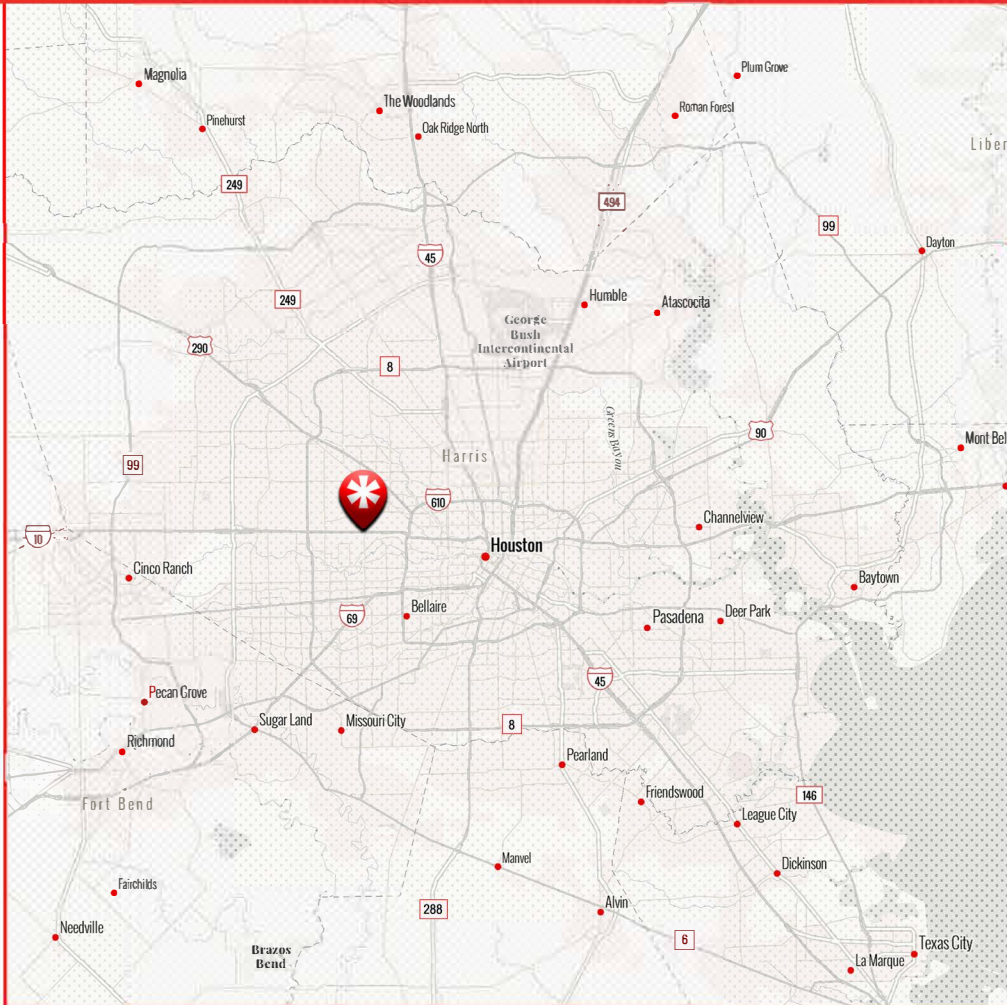 Plum Grove
Magnolia
The Woodlands
Roman Forest
Pinehurst
Oak Ridge North
Liber
249
494
99
Dayton
45
Humble
249
Atascocita
George
Bush
Intercontinental
Airport
290
8
Greens Bayou
90
Mont Bel
Harris
99
610
Channelview
10
Houston
Cinco Ranch
Baytown
Bellaire
69
Pasadena
Deer Park
45
Pecan Grove
Sugar Land
Missouri City
8
Richmond
Pearland
Friendswood
146
Fort Bend
League City
Manvel
Dickinson
Fairchilds
288
Alvin
Needville
6
Texas City
Brazos
Bend
La Marque